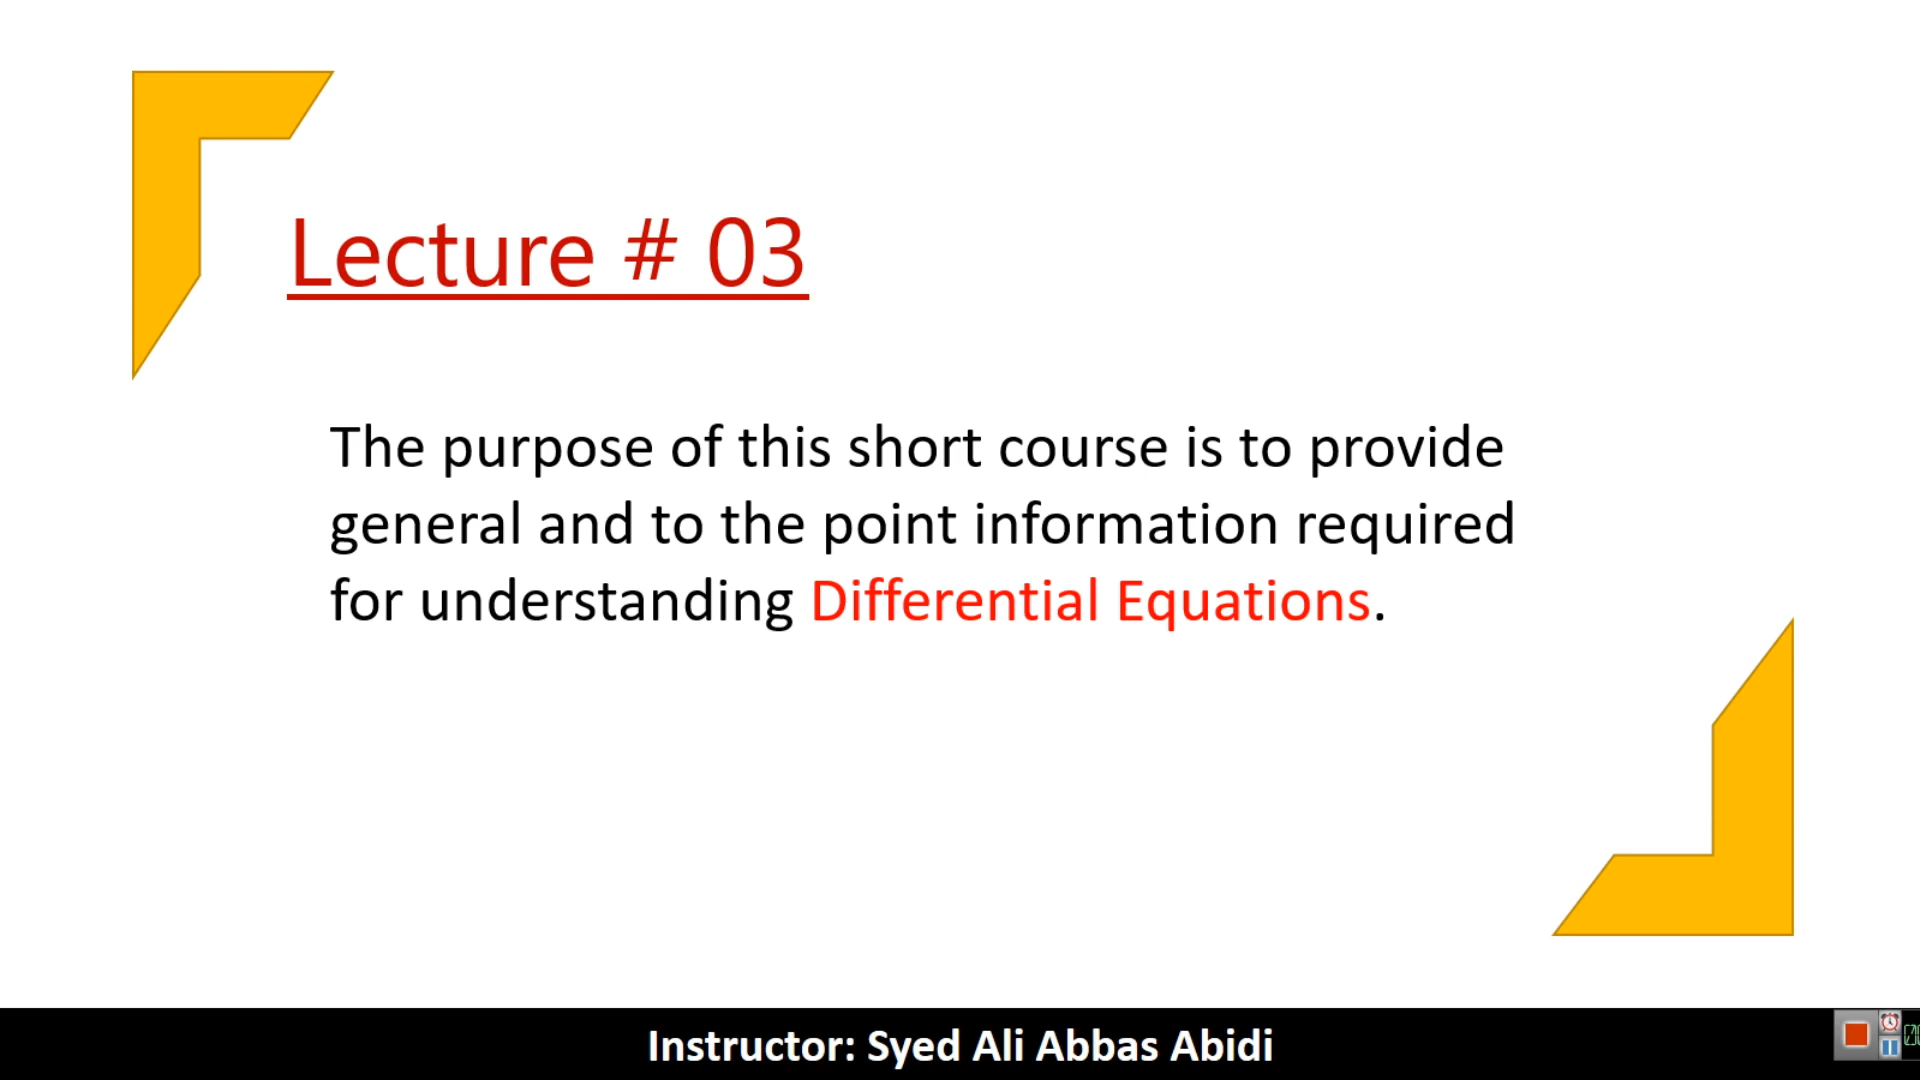 Lecture # 03
The purpose of this short course is to provide
general and to the point information required
for understanding Differential Equations.
Instructor: Syed Ali Abbas Abidi